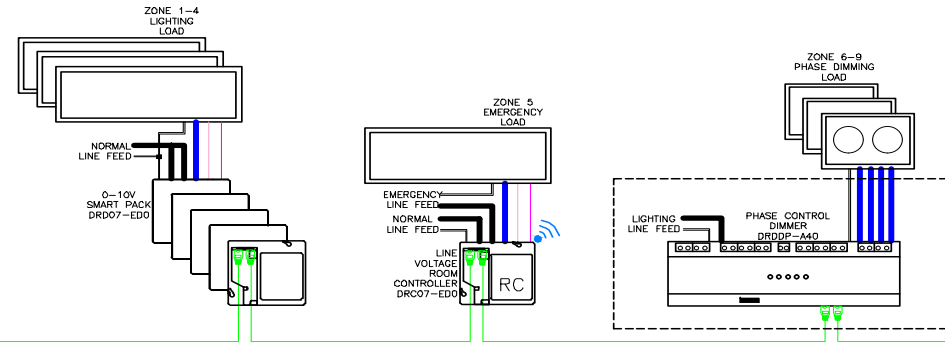 ZONE 1-4
LIGHTING
LOAD
NORMAL
LINE FEED
0-10V
SMART PACK
DRD07-ED0
ZONE 5
EMERGENCY
LOAD
EMERGENCY
LINE FEED
NORMAL
LINE FEED
LINE
VOLTAGE
ROOM
CONTROLLER
DRC07-ED0
RC
ZONE 6-9
PHASE DIMMING
LOAD
LIGHTING
LINE FEED
PHASE CONTROL
DIMMER
DRDDP-A40